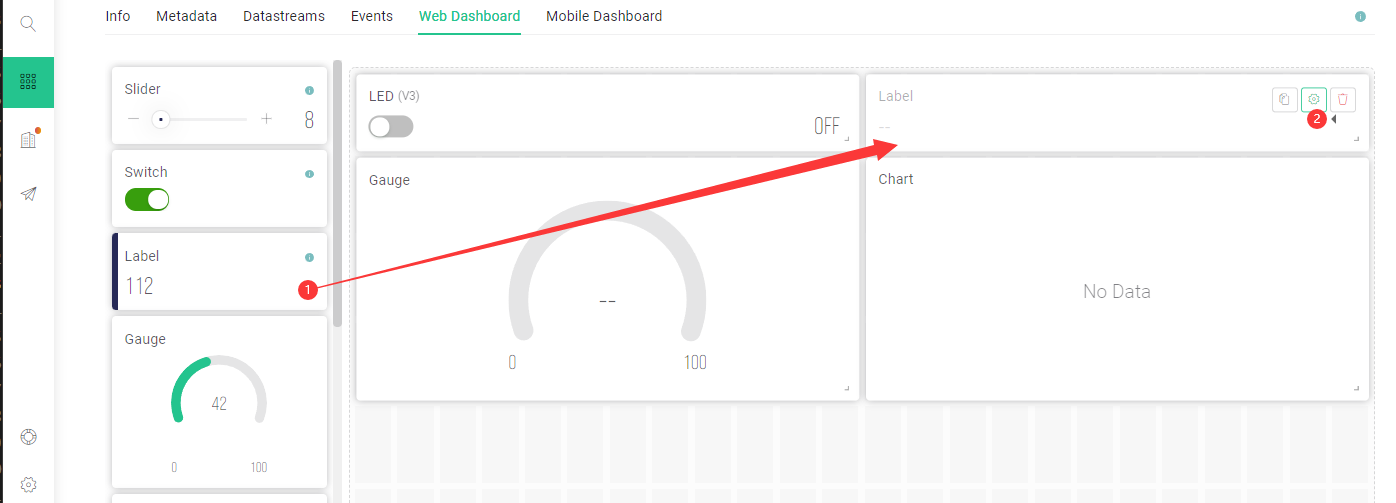 Info Metadata Datastreams Events Web Dashboard Mobile Dashboard
Slider
8
Switch
Label
112
1
Gauge
42
0 100
LED (V3)
OFF
Label
--
2
Gauge
--
0 100
Chart
No Data